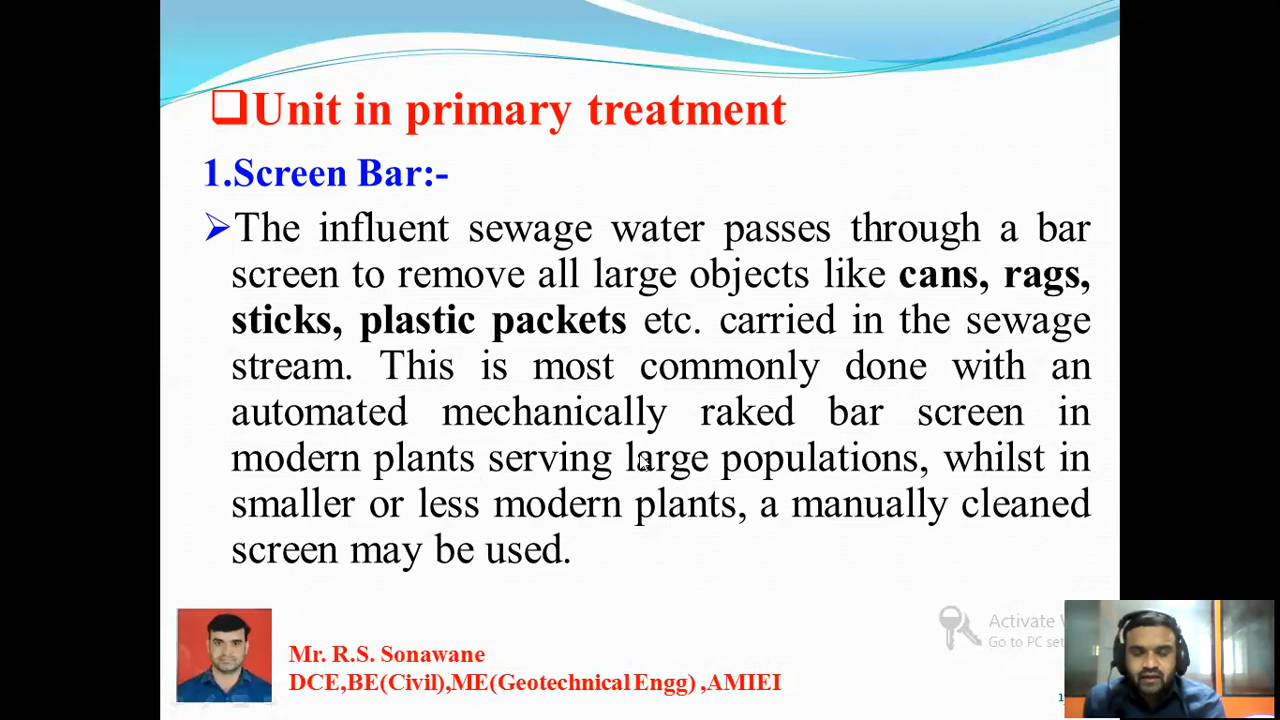 ❑Unit in primary treatment
1.Screen Bar:-
➢The influent sewage water passes through a bar
screen to remove all large objects like cans, rags,
sticks, plastic packets etc. carried in the sewage
stream. This is most commonly done with an
automated mechanically raked bar screen in
modern plants serving large populations, whilst in
smaller or less modern plants, a manually cleaned
screen may be used.
Activate
Go to PC
Mr. R.S. Sonawane
DCE,BE(Civil),ME(Geotechnical Engg) ,AMIEI